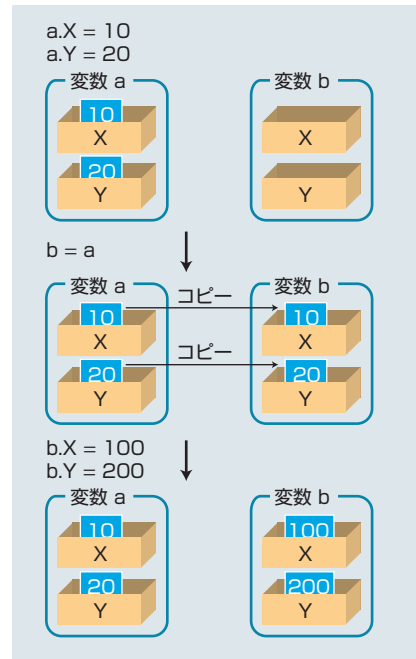 a.X = 10
a.Y = 20
変数 a
変数 b
10
X
X
20
Y
Y
b = a
変数 a
変数 b
コピー
10
10
X
X
コピー
20
20
Y
Y
b.X = 100
b.Y = 200
変数 a
変数 b
10
100
X
X
20
200
Y
Y